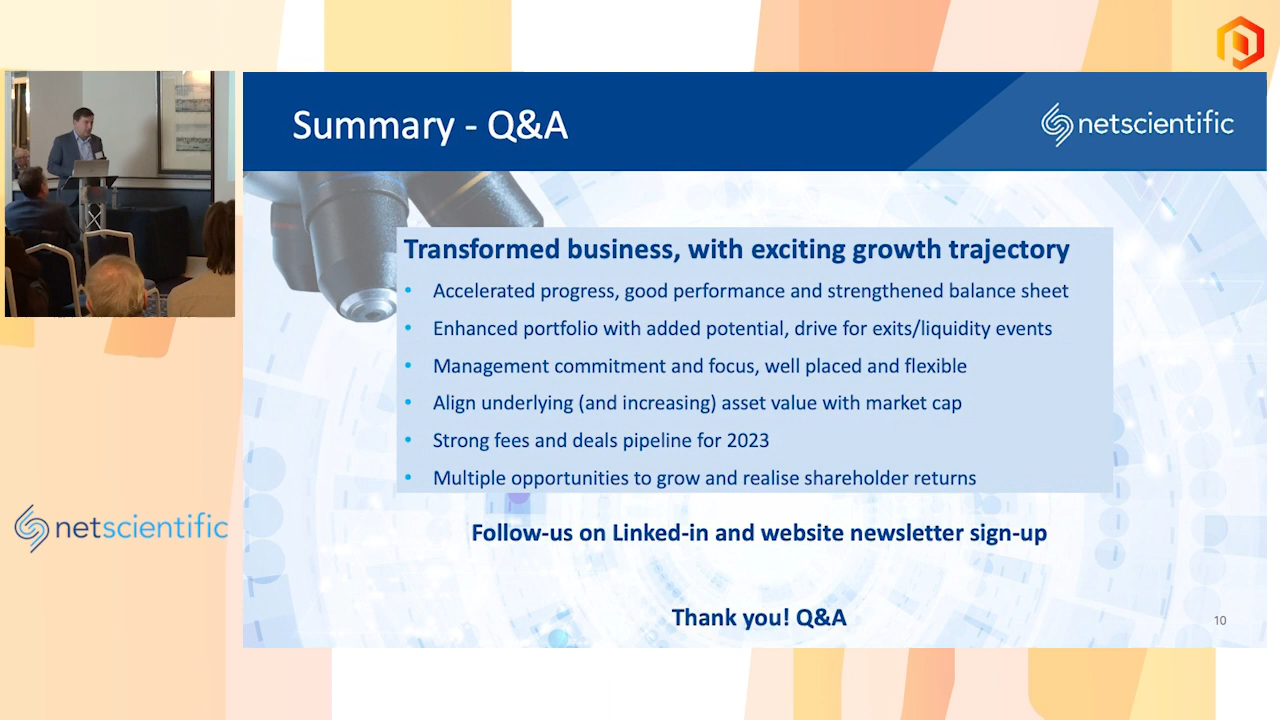 Summary - Q&A
netscientific
Transformed business, with exciting growth trajectory
• Accelerated progress, good performance and strengthened balance sheet
• Enhanced portfolio with added potential, drive for exits/liquidity events
• Management commitment and focus, well placed and flexible
• Align underlying (and increasing) asset value with market cap
• Strong fees and deals pipeline for 2023
• Multiple opportunities to grow and realise shareholder returns
netscientific
Follow-us on Linked-in and website newsletter sign-up
Thank you! Q&A
10